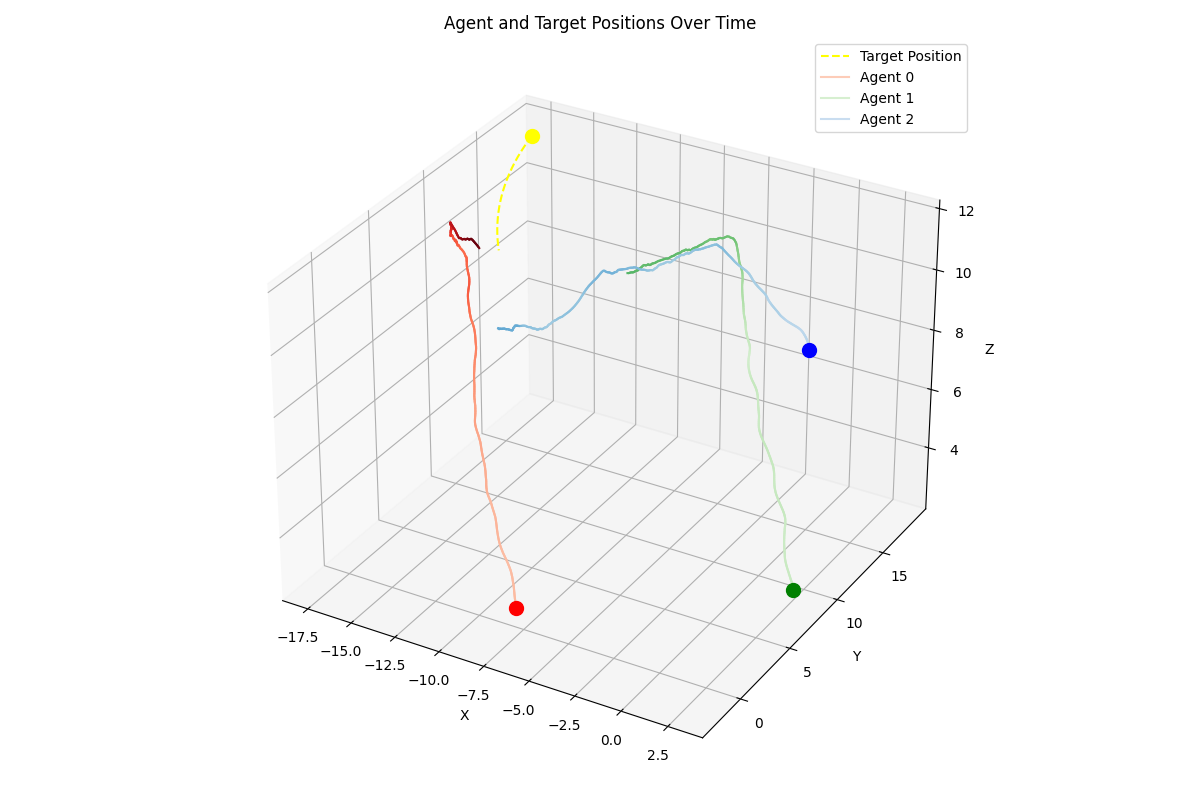 Agent and Target Positions Over Time
Target Position
Agent 0
Agent 1
Agent 2
12
10
8
6
4
Z
15
10
5
0
Y
−17.5
−15.0
−12.5
−10.0
−7.5
−5.0
−2.5
0.0
2.5
X